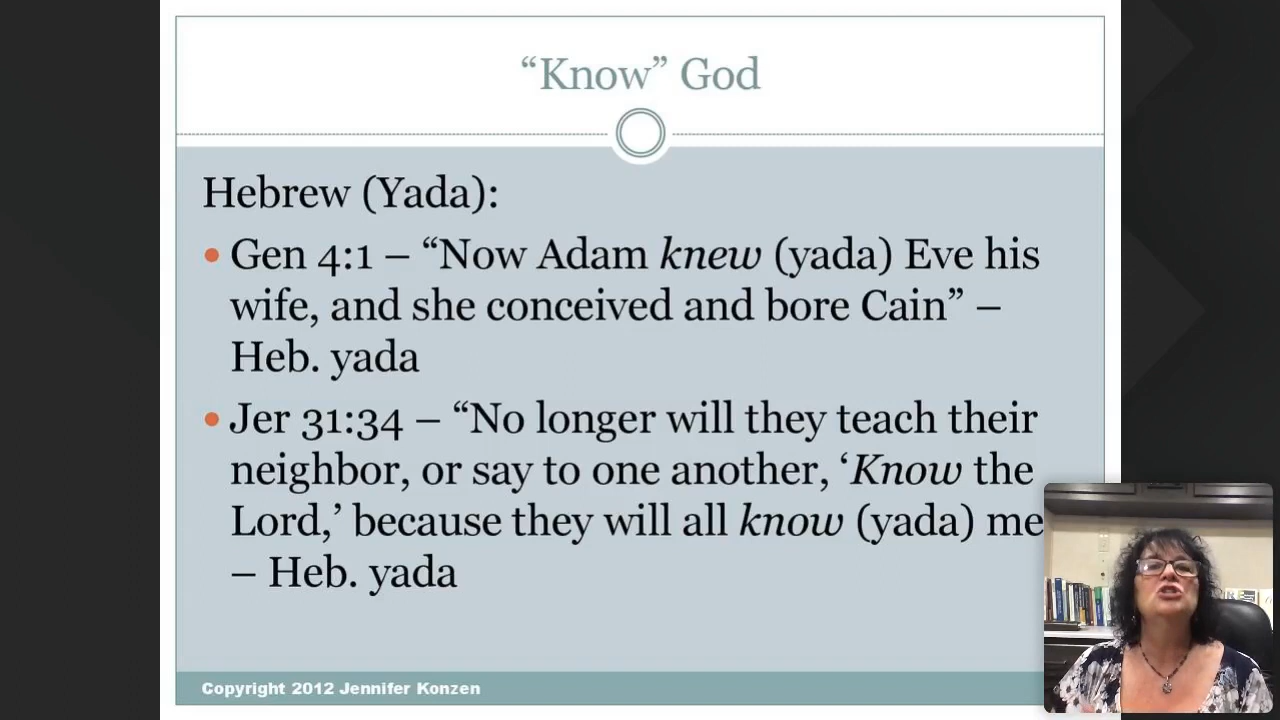 “Know” God
Hebrew (Yada):
• Gen 4:1 – “Now Adam knew (yada) Eve his
wife, and she conceived and bore Cain” –
Heb. yada
• Jer 31:34 – “No longer will they teach their
neighbor, or say to one another, ‘Know the
Lord,’ because they will all know (yada) me
– Heb. yada
Copyright 2012 Jennifer Konzen